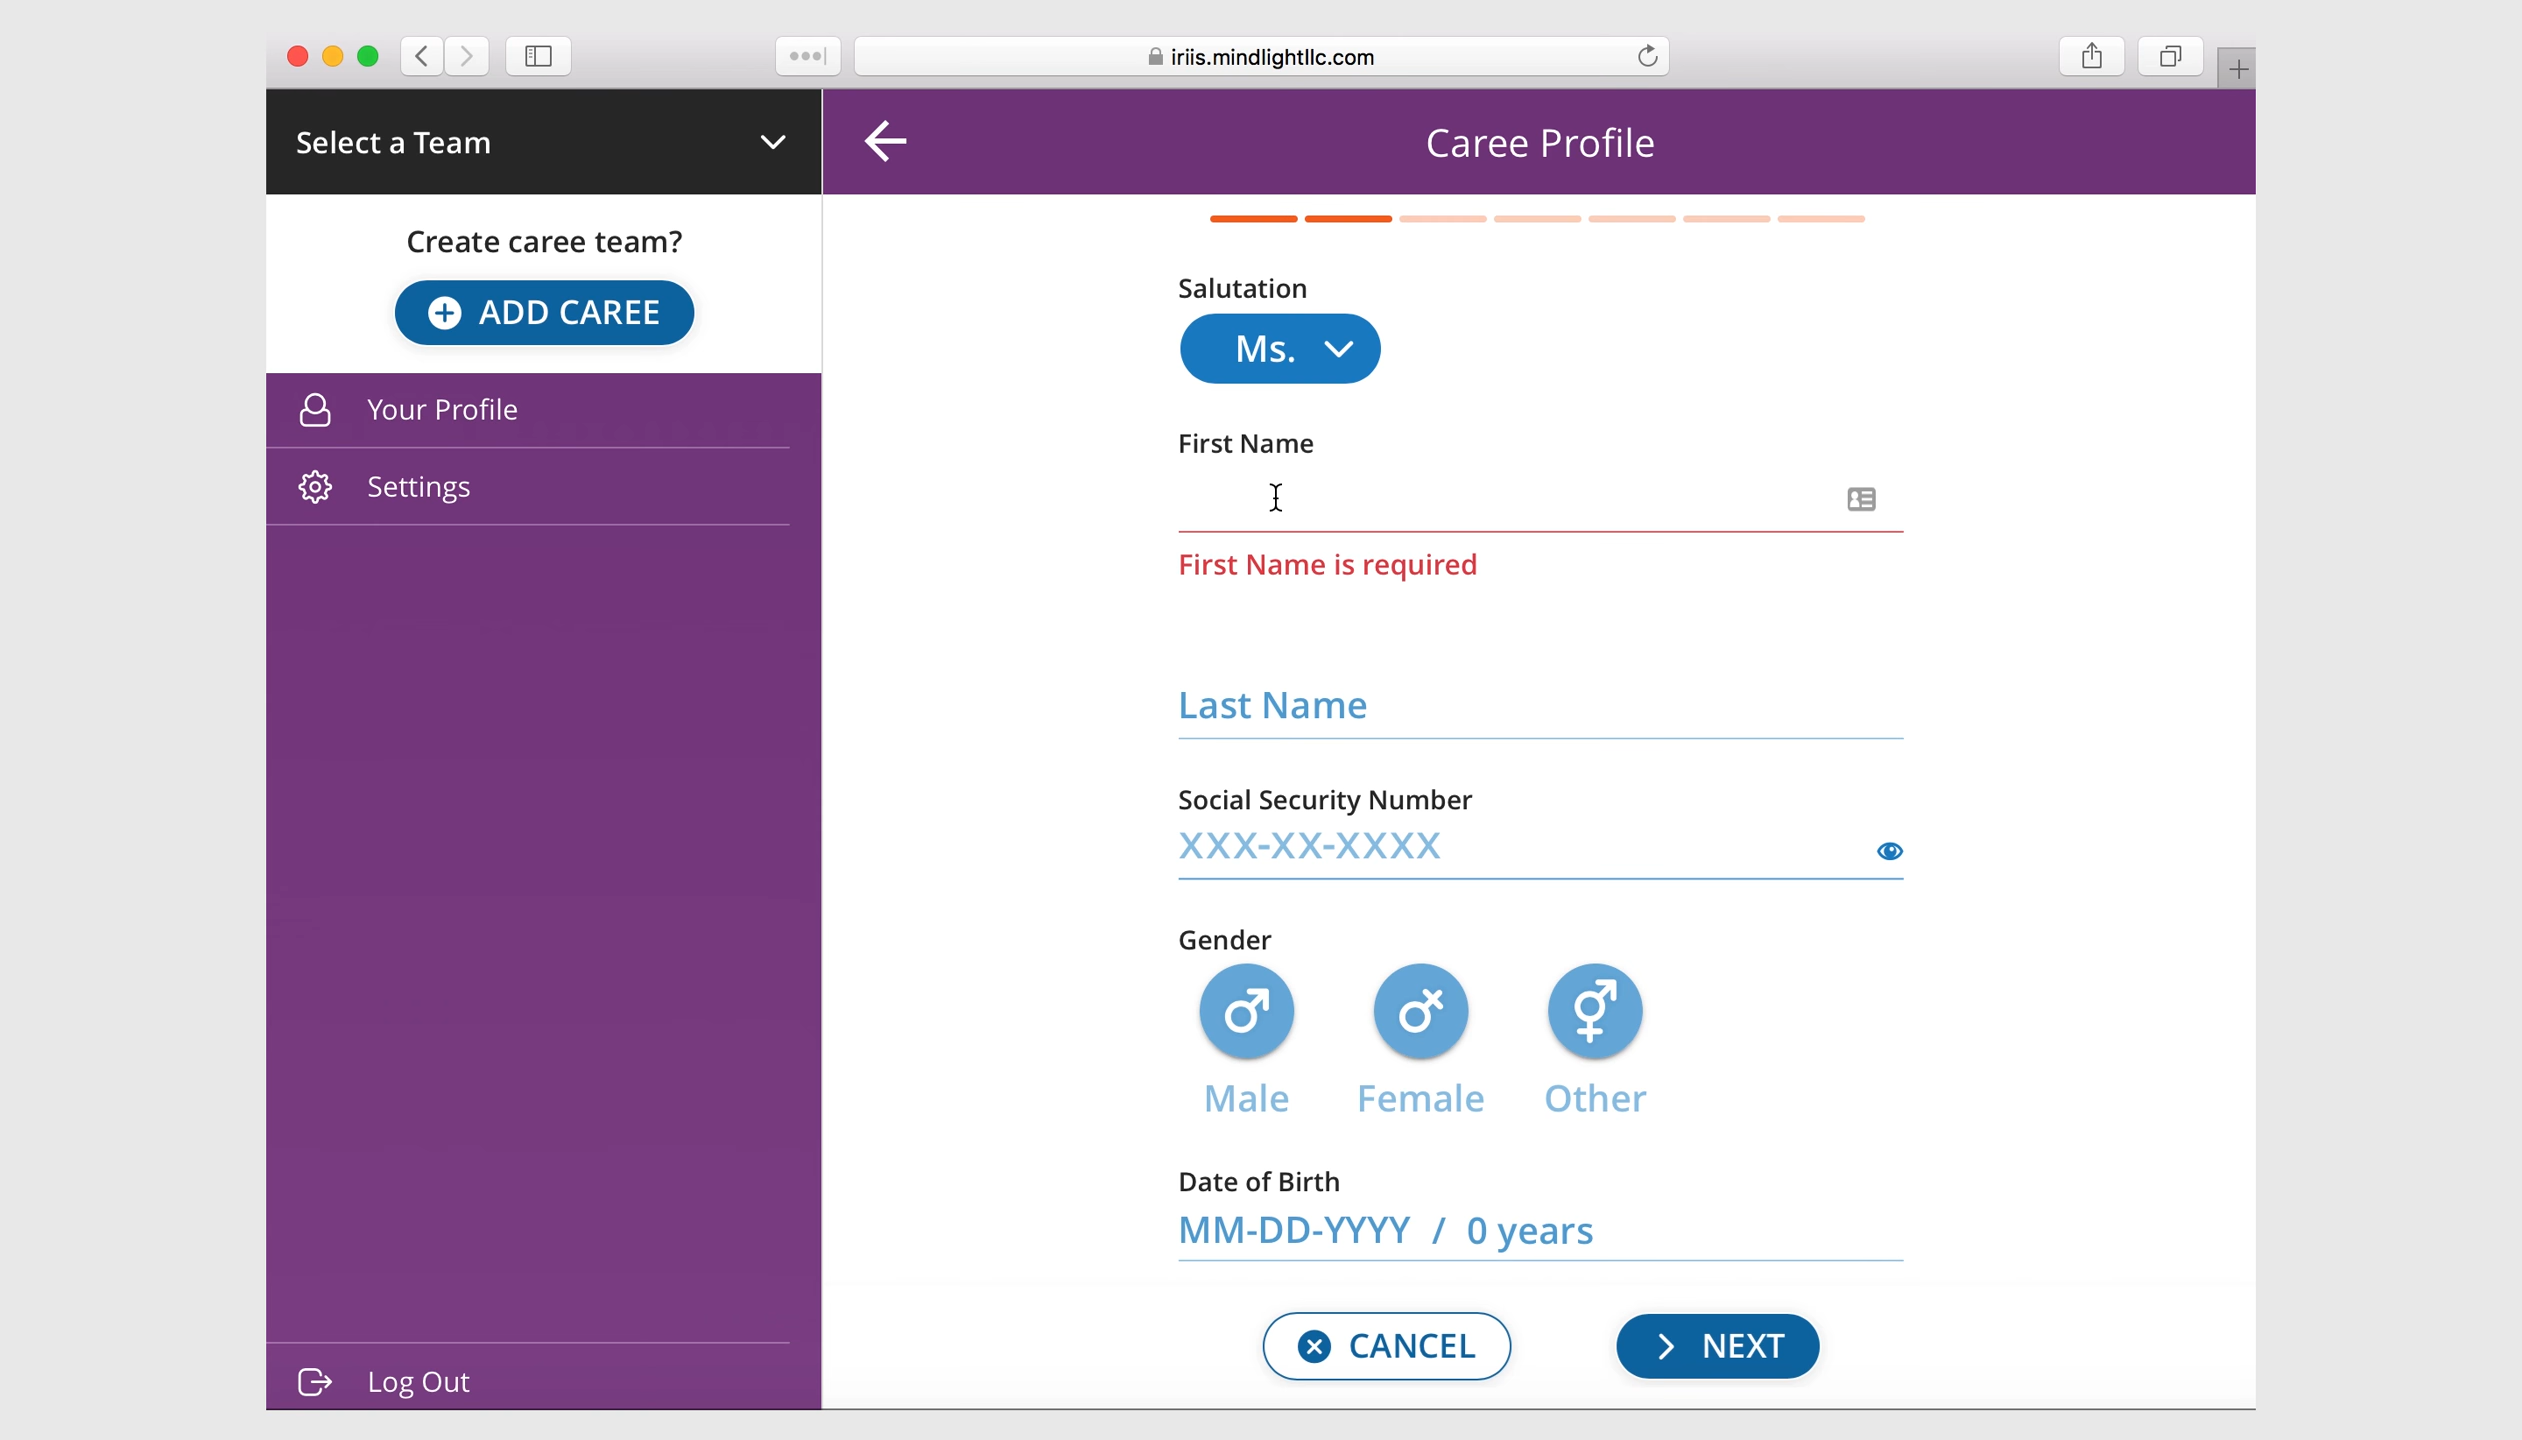 iriis.mindlightllc.com
Select a Team
Caree Profile
Create caree team?
ADD CAREE
Your Profile
Settings
Log Out
Salutation
Ms.
First Name
First Name is required
Last Name
Social Security Number
XXX-XX-XXXX
Gender
Male
Female
Other
Date of Birth
MM-DD-YYYY / 0 years
CANCEL
NEXT